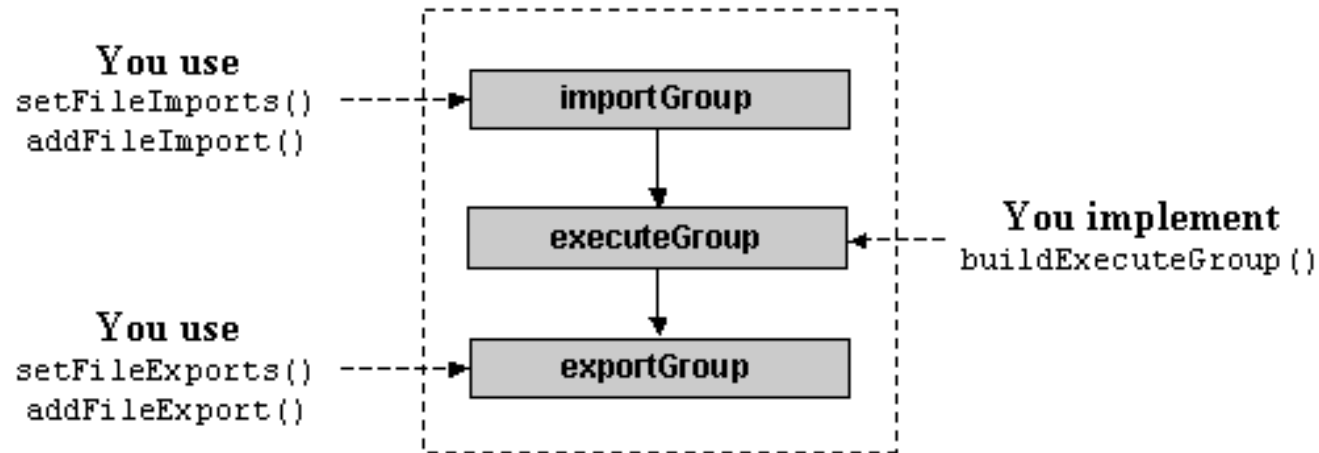 You use
setFileImports()
addFileImport()
importGroup
executeGroup
You implement
buildExecuteGroup()
You use
setFileExports()
addFileExport()
exportGroup